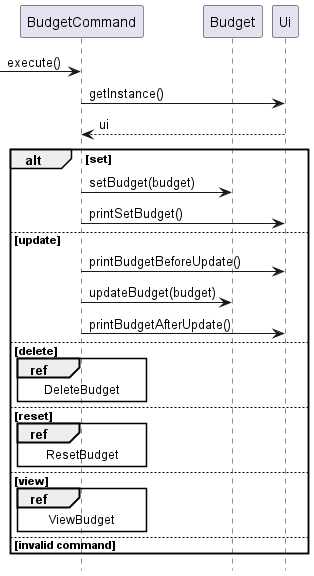 BudgetCommand Budget Ui
execute()
getInstance()
ui
alt [set]
setBudget(budget)
printSetBudget()
[update]
printBudgetBeforeUpdate()
updateBudget(budget)
printBudgetAfterUpdate()
[delete]
ref
DeleteBudget
[reset]
ref
ResetBudget
[view]
ref
ViewBudget
[invalid command]